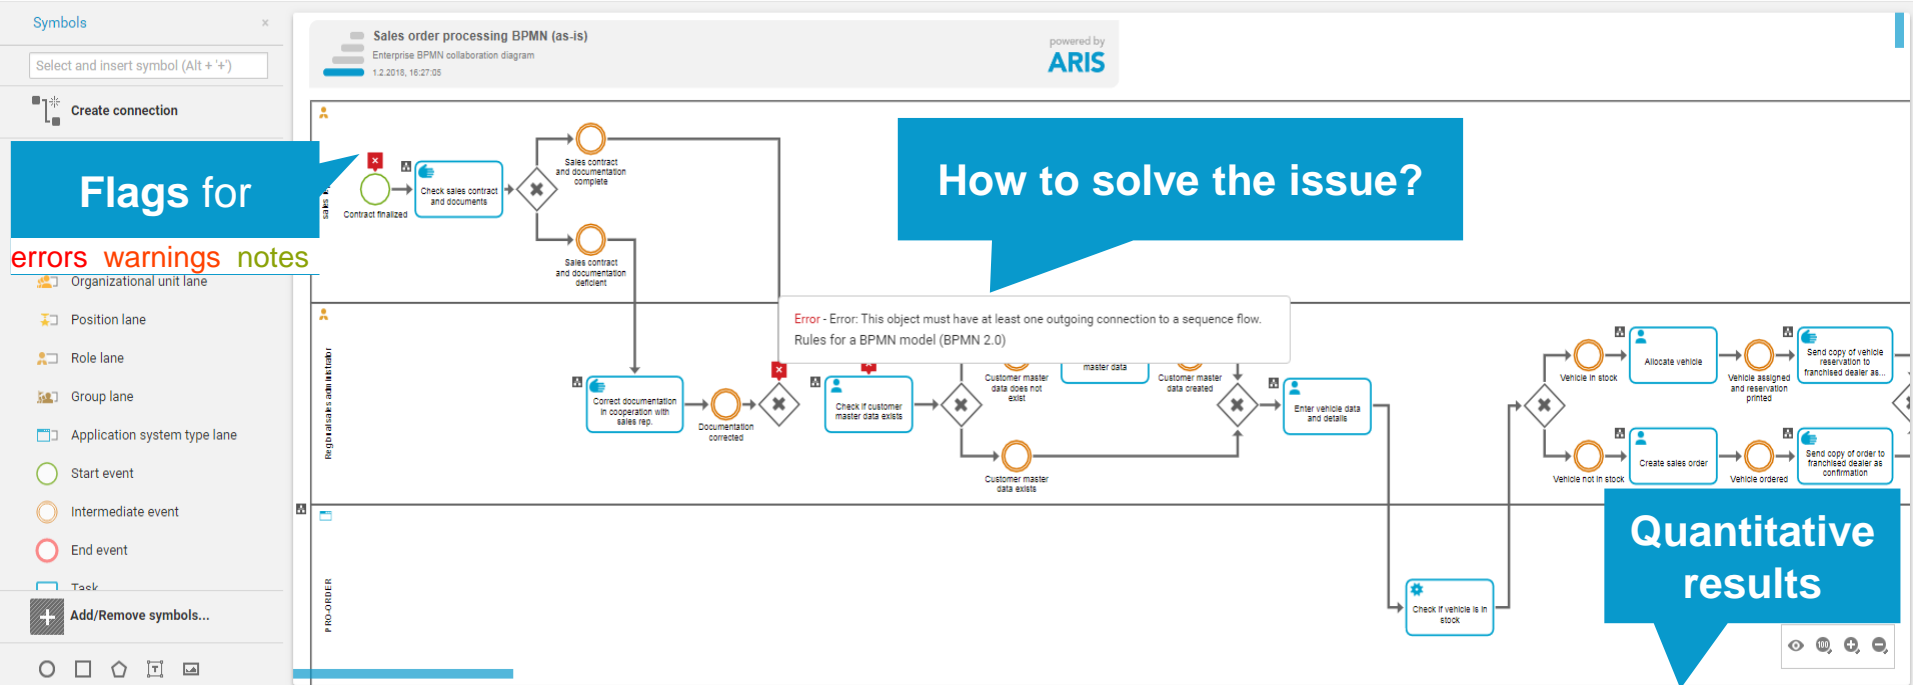 Symbols
×
Select and insert symbol (Alt + '+')
Create connection
Flags for
errors warnings notes
Organizational unit lane
Position lane
Role lane
Group lane
Application system type lane
Start event
Intermediate event
End event
Task
Add/Remove symbols...
Sales order processing BPMN (as-is)
Enterprise BPMN collaboration diagram
1.2.2018, 16:27:05
powered by
ARIS
How to solve the issue?
Contract finalized
Check sales contract
and documents
Sales contract
and documentation
complete
Sales contract
and documentation
deficient
Error - Error: This object must have at least one outgoing connection to a sequence flow.
Rules for a BPMN model (BPMN 2.0)
Regional sales administrator
Correct documentation
in cooperation with
sales rep.
Documentation
corrected
Check if customer
master data exists
Customer master
data does not
exist
master data
Customer master
data created
Customer master
data exists
Enter vehicle data
and details
Vehicle in stock
Allocate vehicle
Vehicle assigned
and reservation
printed
Send copy of vehicle
reservation to
franchised dealer as...
Vehicle not in stock
Create sales order
Vehicle ordered
Send copy of order to
franchised dealer as
confirmation
PRO-ORDER
Check if vehicle is in
stock
Quantitative
results
100